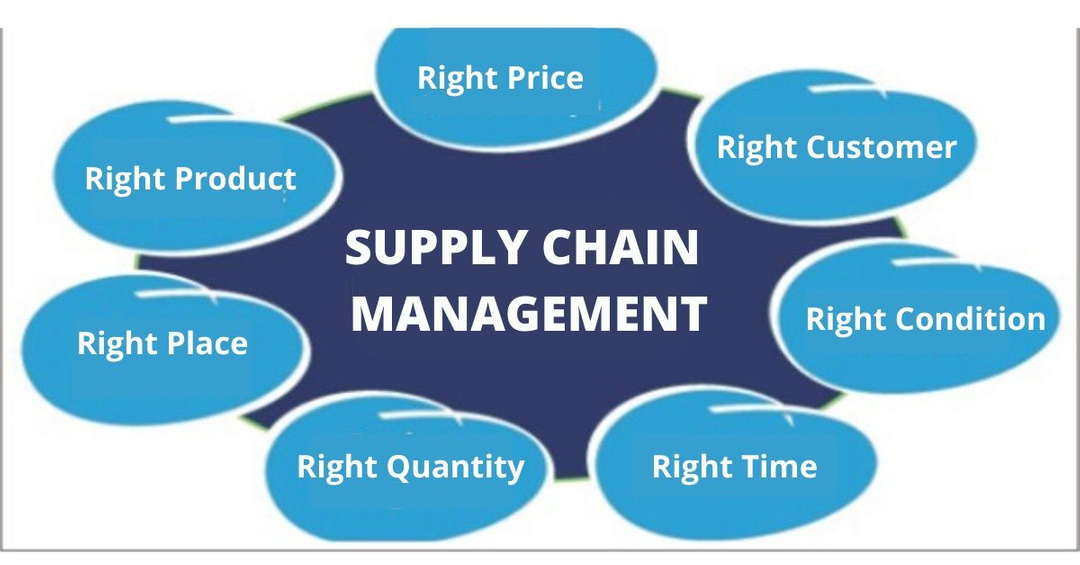 Right Price
Right Customer
Right Product
SUPPLY CHAIN
MANAGEMENT
Right Condition
Right Place
Right Quantity
Right Time